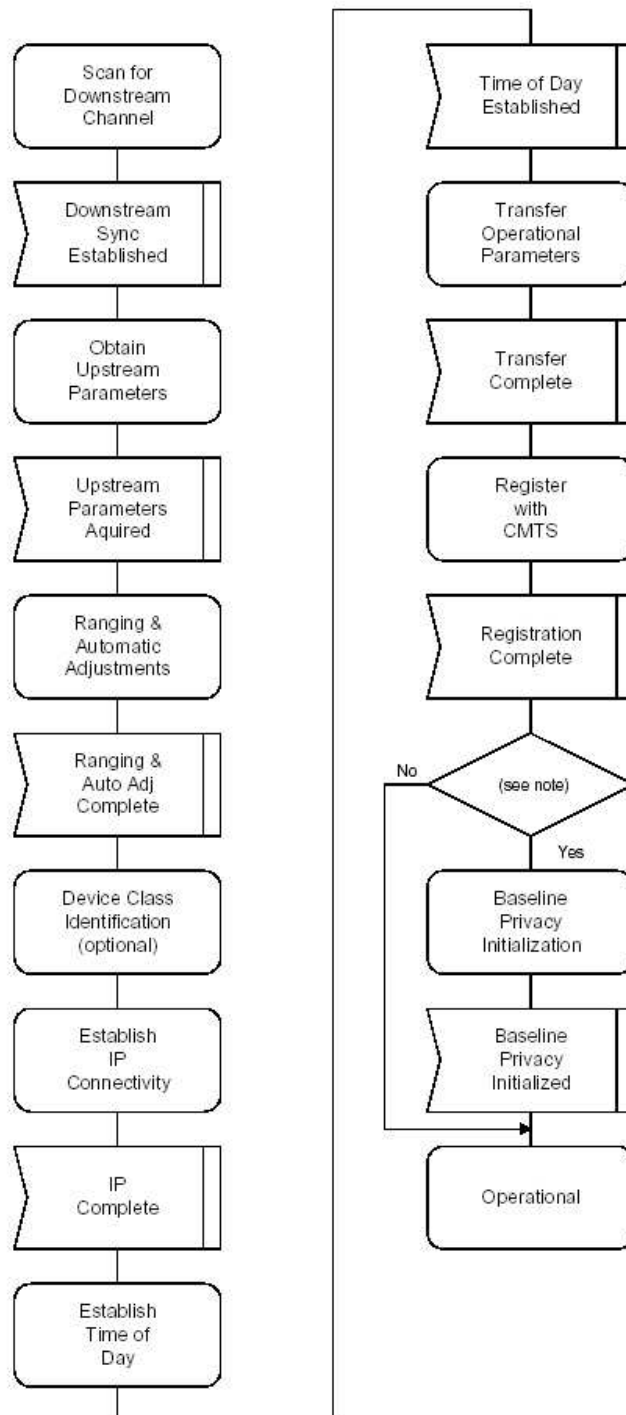 Scan for
Downstream
Channel
Downstream
Sync
Established
Obtain
Upstream
Parameters
Upstream
Parameters
Aquired
Ranging &
Automatic
Adjustments
Ranging &
Auto Adj
Complete
Device Class
Identification
(optional)
Establish
IP
Connectivity
IP
Complete
Establish
Time of
Day
Time of Day
Established
Transfer
Operational
Parameters
Transfer
Complete
Register
with
CMTS
Registration
Complete
No
(see note)
Yes
Baseline
Privacy
Initialization
Baseline
Privacy
Initialized
Operational